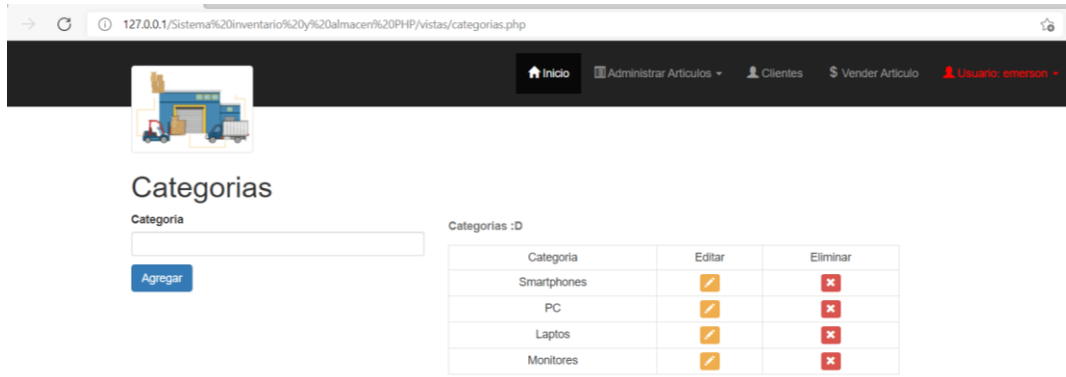 127.0.0.1/Sistema%20inventario%20y%20almacen%20PHP/vistas/categorias.php
Inicio Administrar Articulos Clientes $ Vender Articulo Usuario: emerson
Categorias
Categoria
Agregar
Categorias :D
Categoria Editar Eliminar
Smartphones
PC
Laptos
Monitores